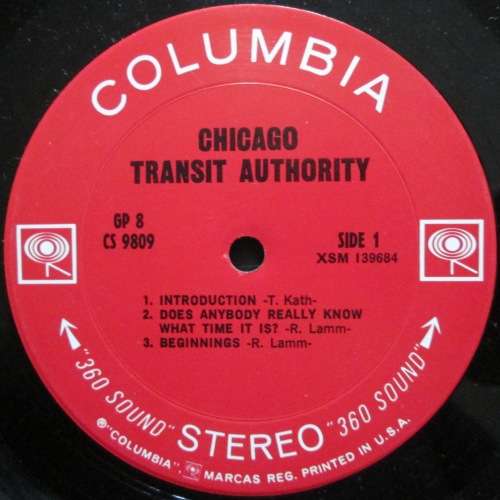 COLUMBIA
CHICAGO
TRANSIT AUTHORITY
GP 8
CS 9809
SIDE 1
XSM 139684
1. INTRODUCTION -T. Kath-
2. DOES ANYBODY REALLY KNOW
WHAT TIME IT IS? -R. Lamm-
3. BEGINNINGS -R. Lamm-
"360 SOUND" STEREO "360 SOUND"
℗"COLUMBIA", MARCAS REG. PRINTED IN U.S.A.